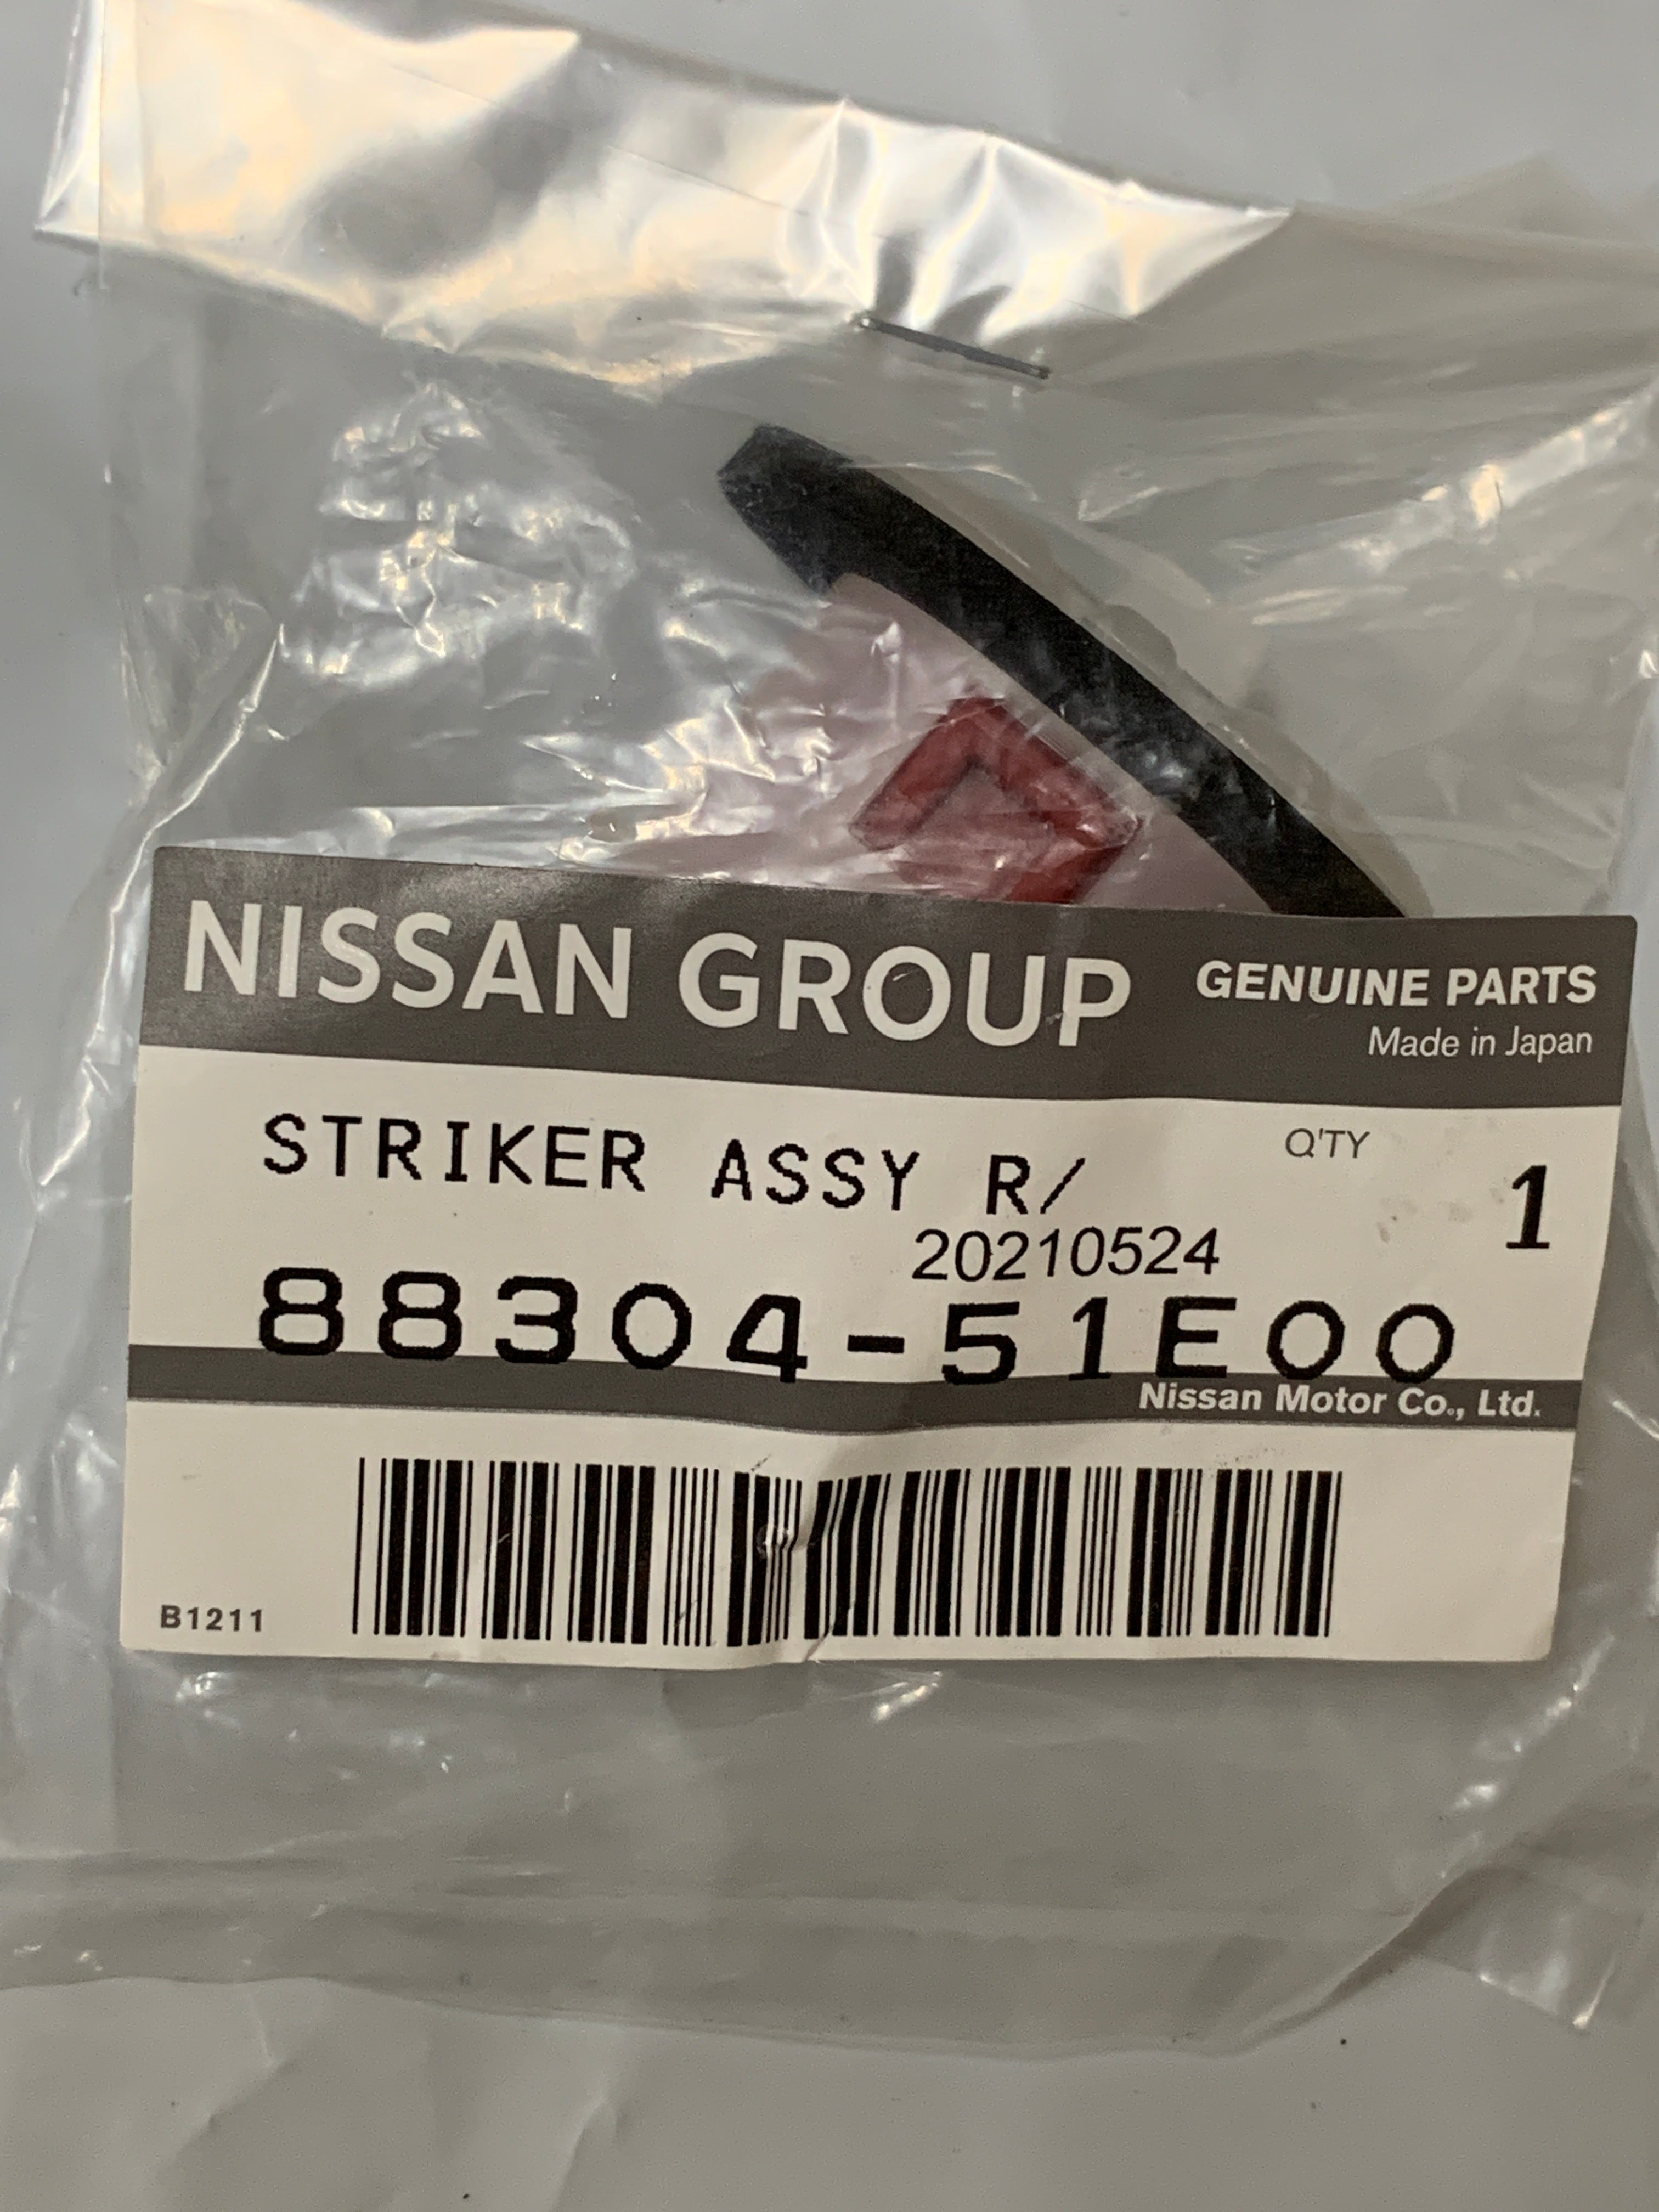 NISSAN GROUP
GENUINE PARTS
Made in Japan
STRIKER ASSY R/
Q'TY
1
20210524
88304-51E00
Nissan Motor Co., Ltd.
B1211